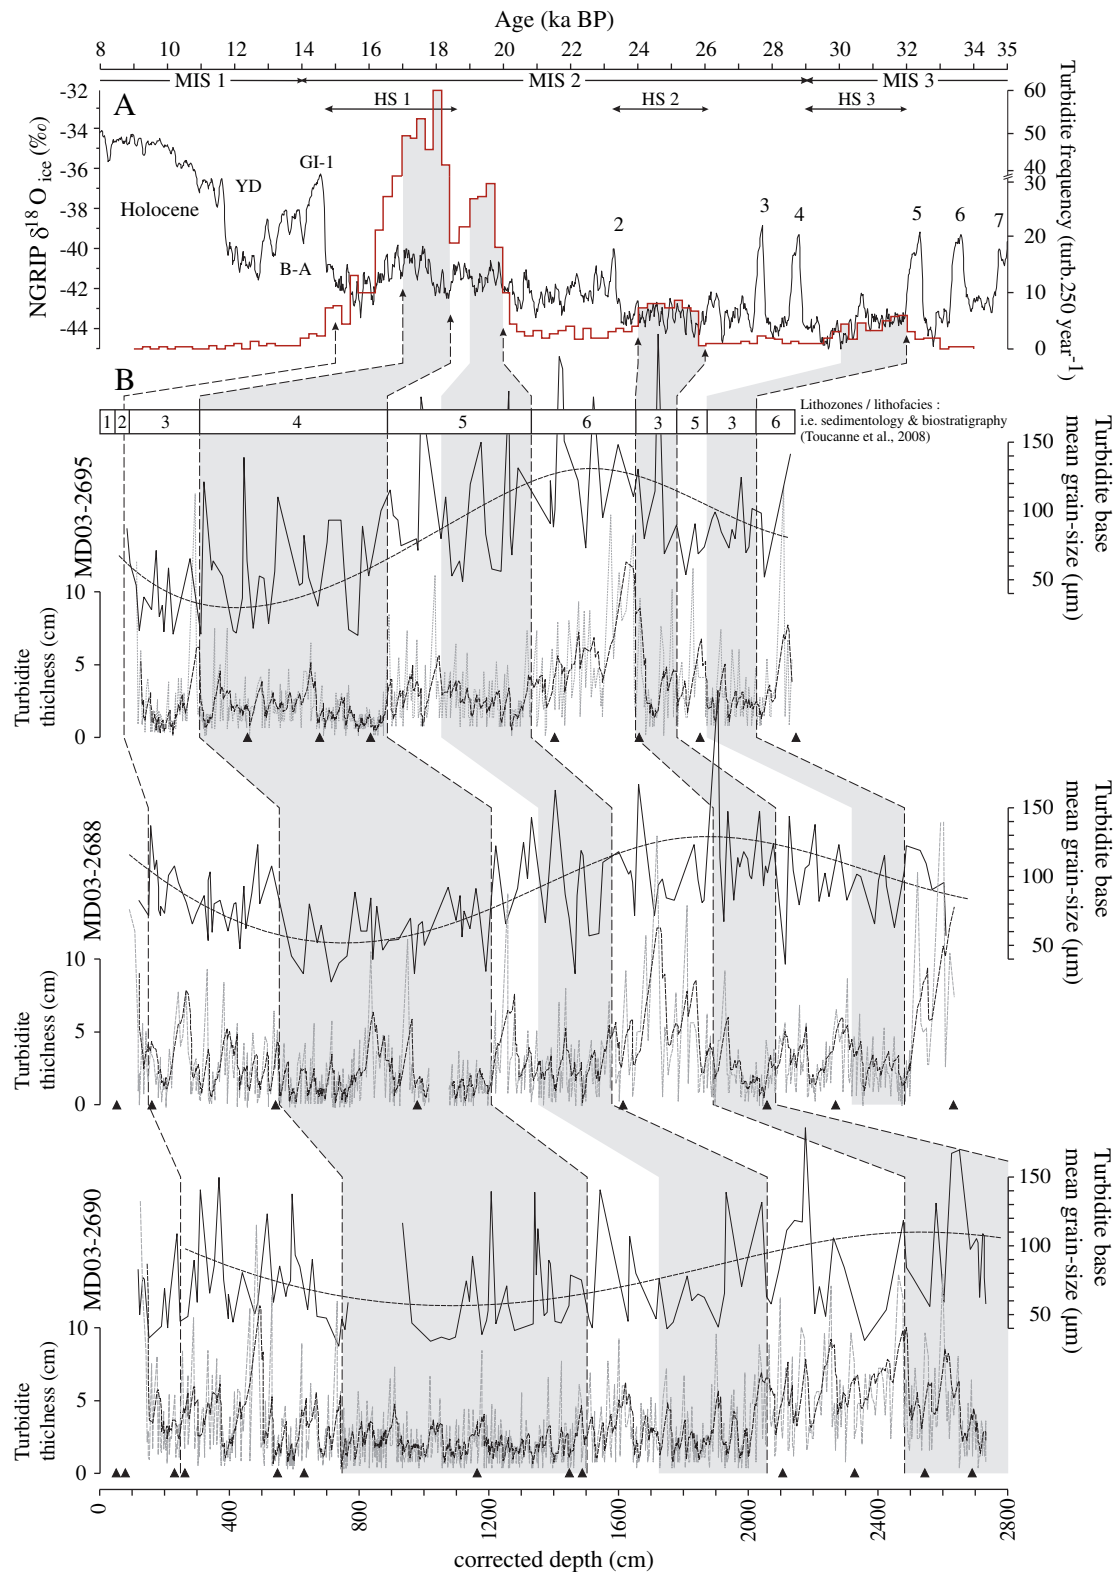 Age (ka BP)
8 10 12 14 16 18 20 22 24 26 28 30 32 34 35
MIS 1 MIS 2 MIS 3
A
HS 1 HS 2 HS 3
-32
-34
-36
-38
-40
-42
-44
NGRIP δ18 O ice (‰)
60
50
40
30
20
10
0
Turbidite frequency (turb.250 year-1)
Holocene
YD
B-A
GI-1
2 3 4 5 6 7
B
1 2 3 4 5 6 3 5 3 6
Lithozones / lithofacies :
i.e. sedimentology & biostratigraphy
(Toucanne et al., 2008)
MD03-2695
150
100
50
Turbidite base
mean grain-size (µm)
10
5
0
Turbidite
thiclness (cm)
MD03-2688
150
100
50
Turbidite base
mean grain-size (µm)
10
5
0
Turbidite
thiclness (cm)
MD03-2690
150
100
50
Turbidite base
mean grain-size (µm)
10
5
0
Turbidite
thiclness (cm)
0 400 800 1200 1600 2000 2400 2800
corrected depth (cm)